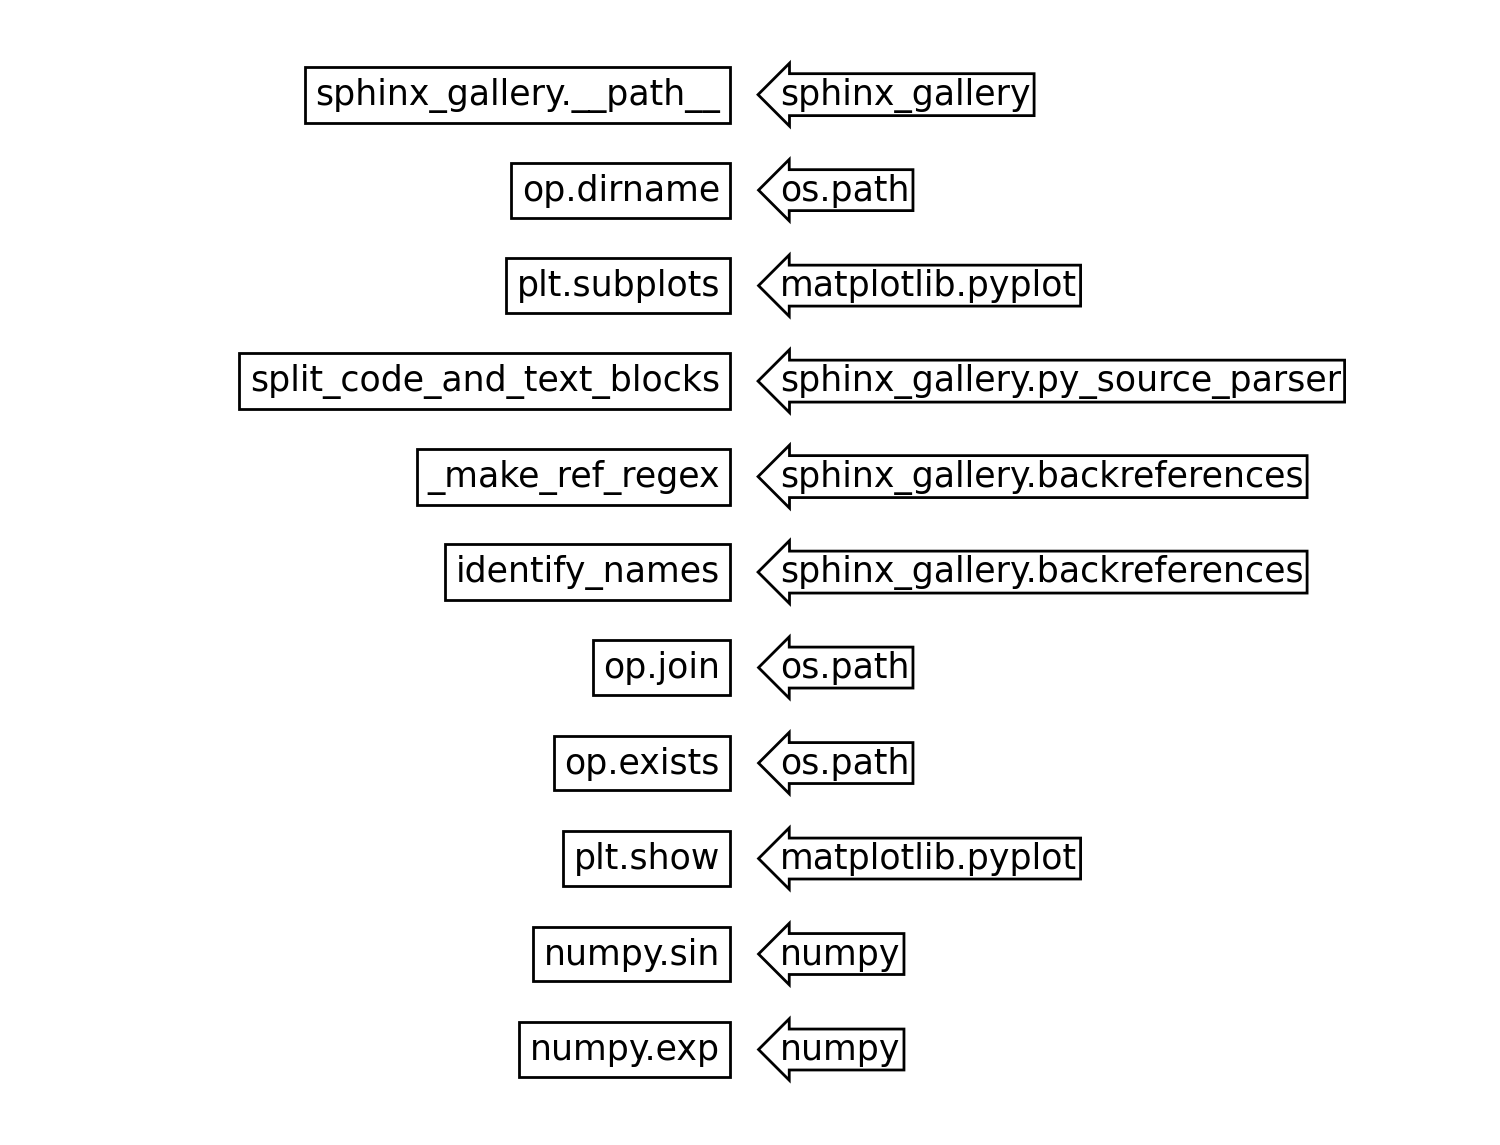 sphinx_gallery.__path__ sphinx_gallery
op.dirname os.path
plt.subplots matplotlib.pyplot
split_code_and_text_blocks sphinx_gallery.py_source_parser
_make_ref_regex sphinx_gallery.backreferences
identify_names sphinx_gallery.backreferences
op.join os.path
op.exists os.path
plt.show matplotlib.pyplot
numpy.sin numpy
numpy.exp numpy